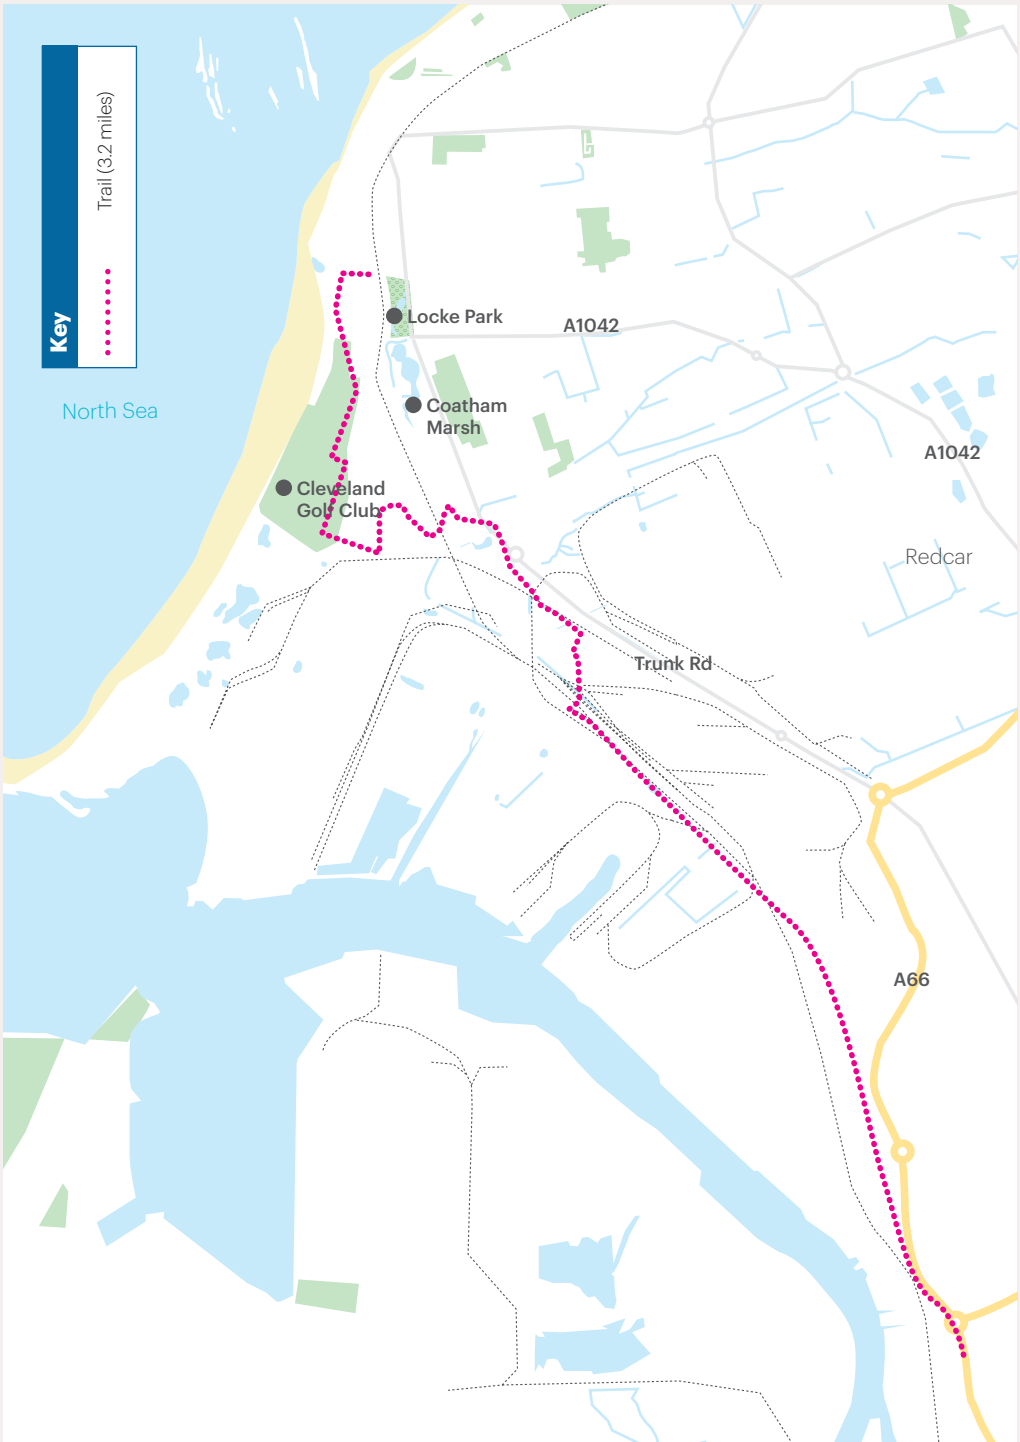 Key
Trail (3.2 miles)
North Sea
Locke Park
A1042
Coatham
Marsh
A1042
Cleveland
Golf Club
Redcar
Trunk Rd
A66